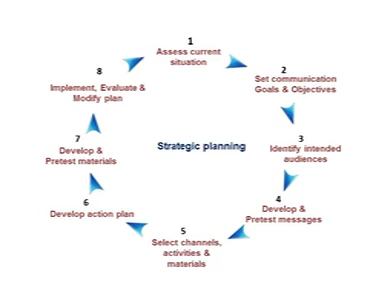 1
Assess current
situation
2
Set communication
Goals & Objectives
3
Identify intended
audiences
4
Develop &
Pretest messages
5
Select channels,
activities &
materials
6
Develop action plan
7
Develop &
Pretest materials
8
Implement, Evaluate &
Modify plan
Strategic planning